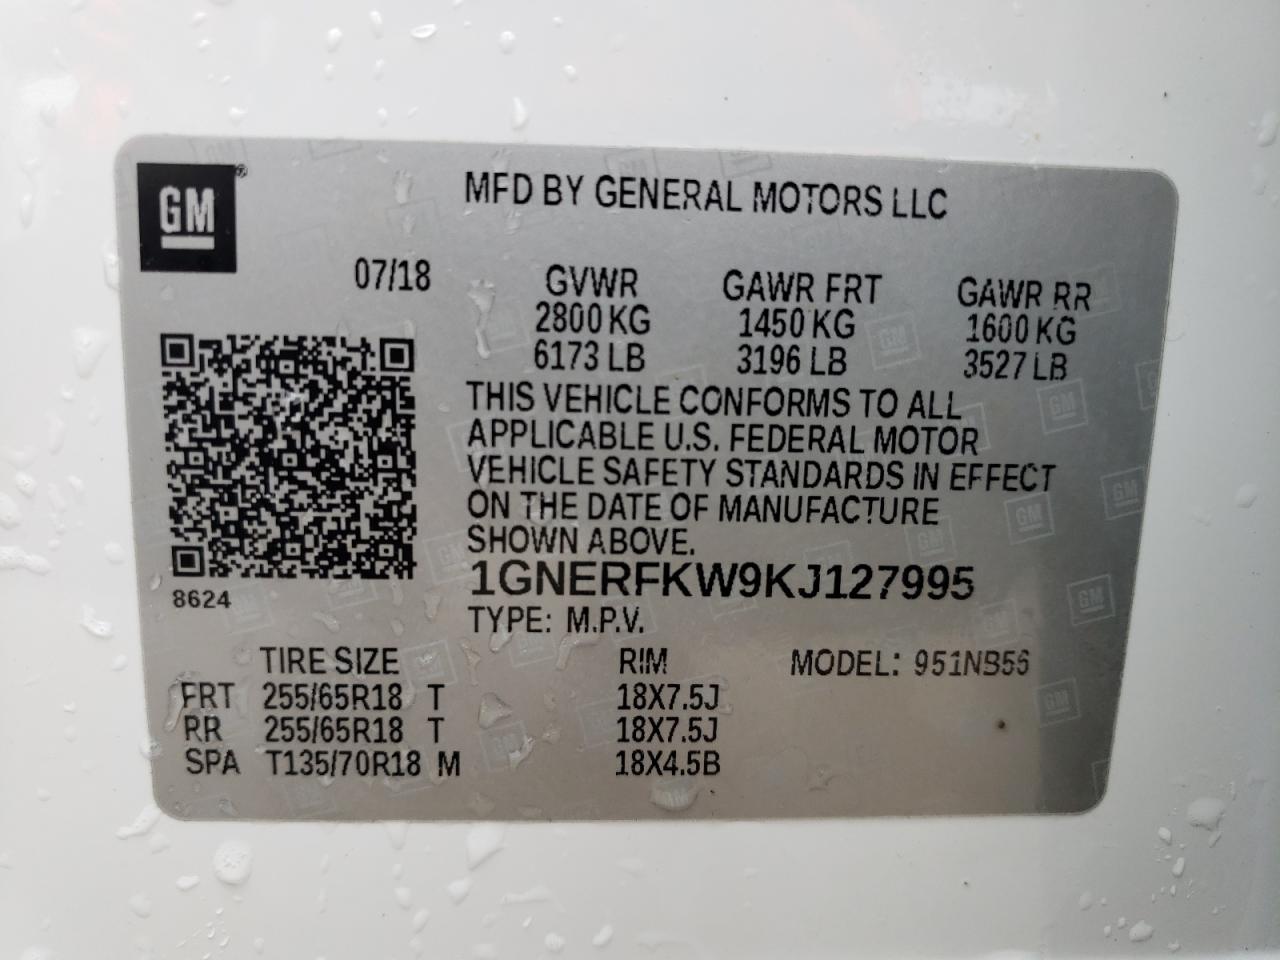 GM
MFD BY GENERAL MOTORS LLC
07/18 GVWR GAWR FRT GAWR RR
2800 KG 1450 KG 1600 KG
6173 LB 3196 LB 3527 LB
THIS VEHICLE CONFORMS TO ALL
APPLICABLE U.S. FEDERAL MOTOR
VEHICLE SAFETY STANDARDS IN EFFECT
ON THE DATE OF MANUFACTURE
SHOWN ABOVE.
8624
1GNERFKW9KJ127995
TYPE: M.P.V.
TIRE SIZE RIM MODEL: 951NB56
FRT 255/65R18 T 18X7.5J
RR 255/65R18 T 18X7.5J
SPA T135/70R18 M 18X4.5B